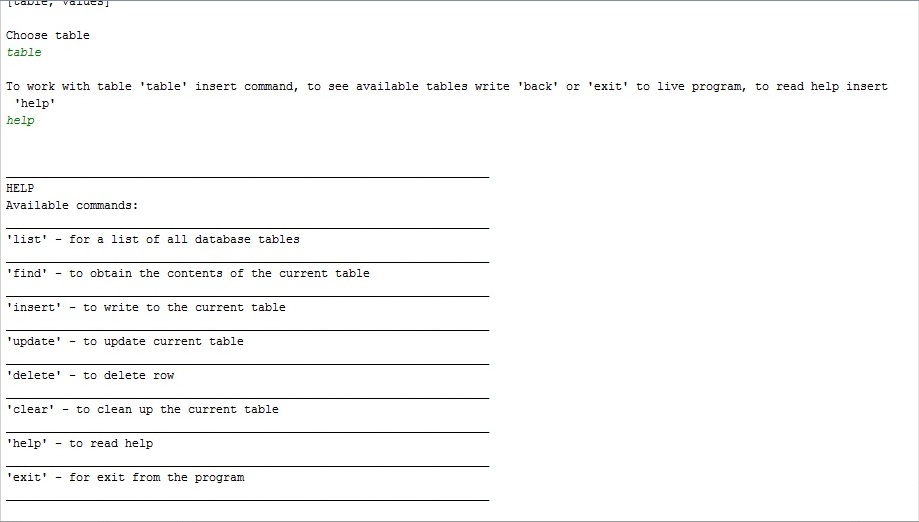 [table, values]
Choose table
table
To work with table 'table' insert command, to see available tables write 'back' or 'exit' to live program, to read help insert
'help'
help
HELP
Available commands:
'list' - for a list of all database tables
'find' - to obtain the contents of the current table
'insert' - to write to the current table
'update' - to update current table
'delete' - to delete row
'clear' - to clean up the current table
'help' - to read help
'exit' - for exit from the program